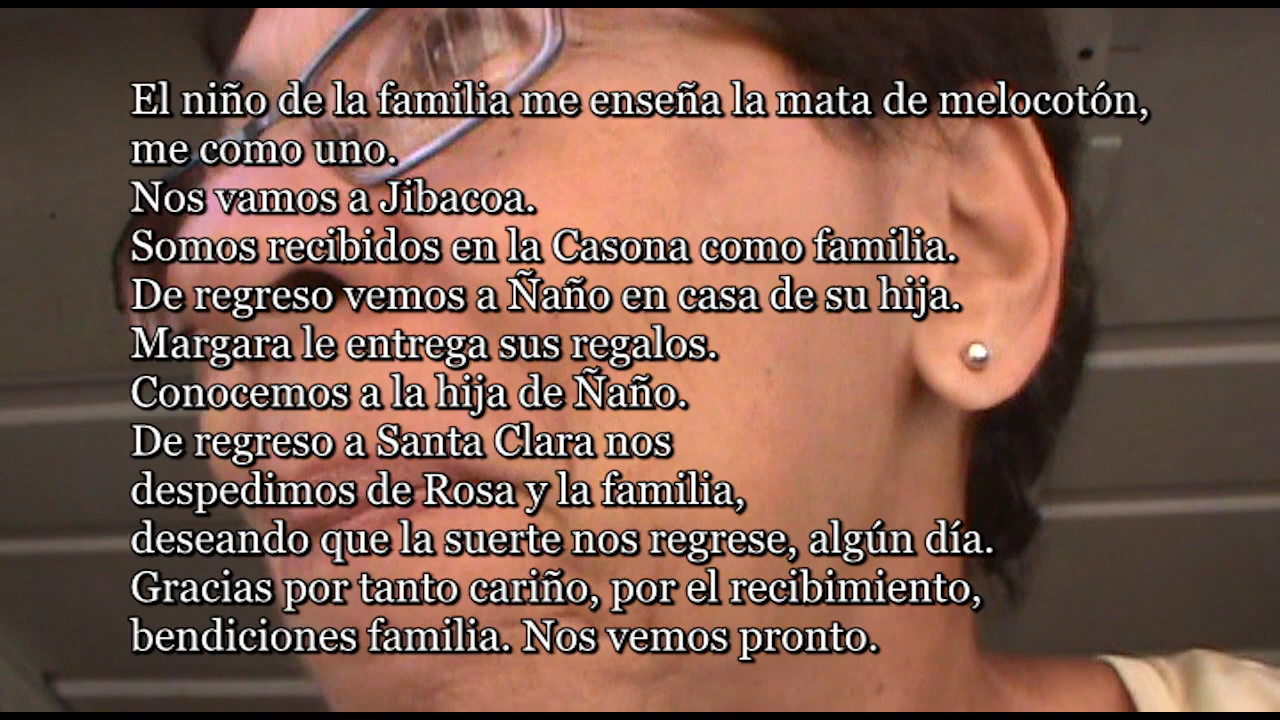 El niño de la familia me enseña la mata de melocotón,
me como uno.
Nos vamos a Jibacoa.
Somos recibidos en la Casona como familia.
De regreso vemos a Ñaño en casa de su hija.
Margara le entrega sus regalos.
Conocemos a la hija de Ñaño.
De regreso a Santa Clara nos
despedimos de Rosa y la familia,
deseando que la suerte nos regrese, algún día.
Gracias por tanto cariño, por el recibimiento,
bendiciones familia. Nos vemos pronto.